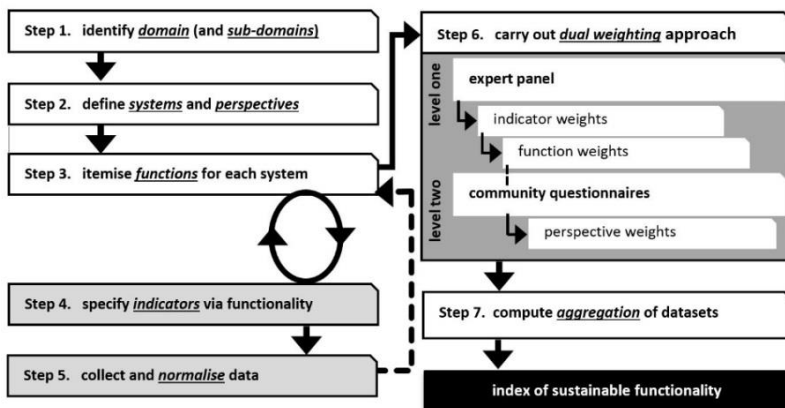 Step 1. identify domain (and sub-domains)
Step 2. define systems and perspectives
Step 3. itemise functions for each system
Step 4. specify indicators via functionality
Step 5. collect and normalise data
Step 6. carry out dual weighting approach
level one
expert panel
indicator weights
function weights
level two
community questionnaires
perspective weights
Step 7. compute aggregation of datasets
index of sustainable functionality